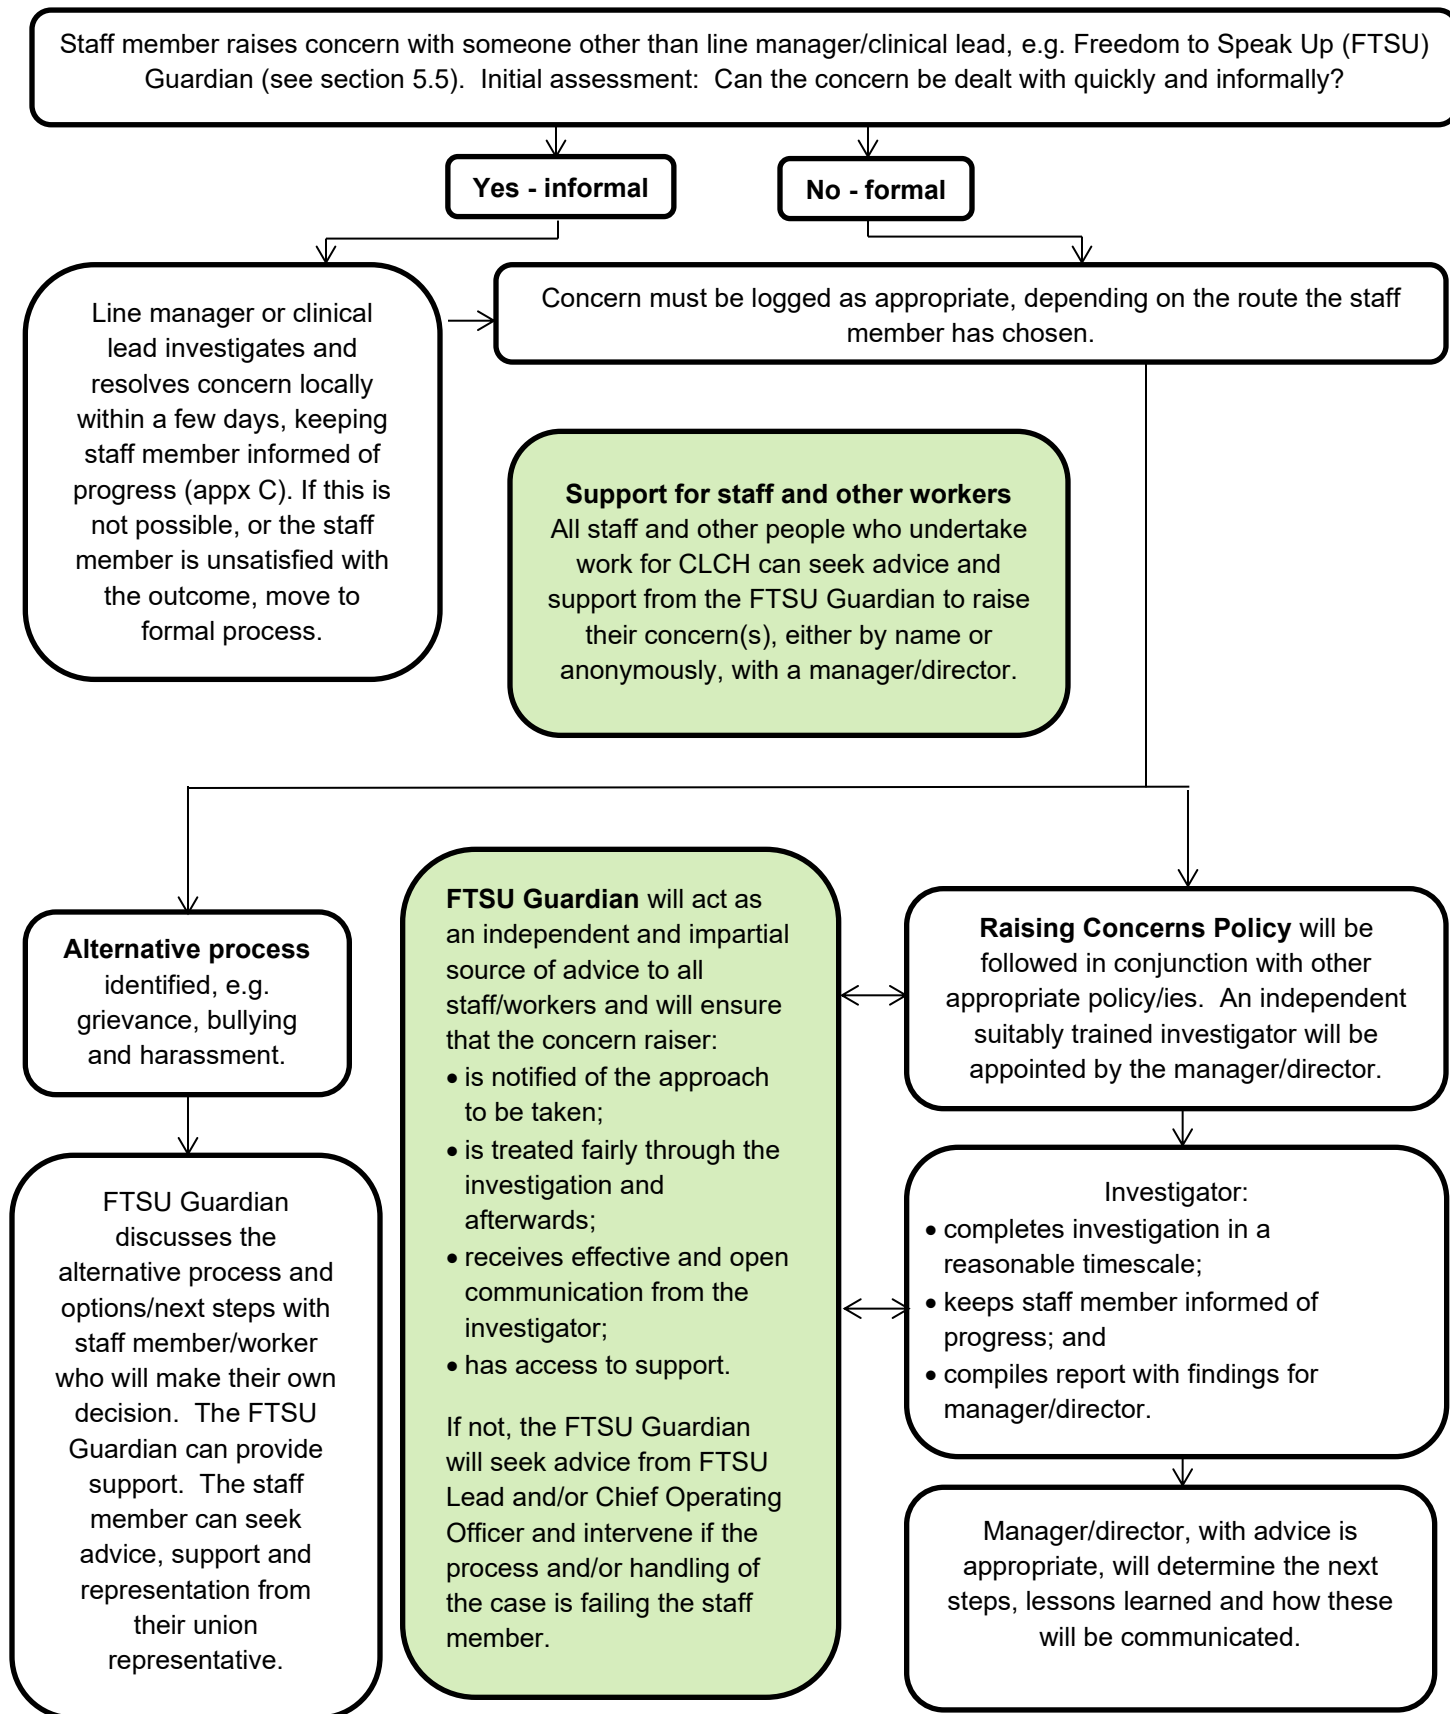 Staff member raises concern with someone other than line manager/clinical lead, e.g. Freedom to Speak Up (FTSU)
Guardian (see section 5.5).  Initial assessment:  Can the concern be dealt with quickly and informally?
Yes - informal
No - formal
Line manager or clinical
lead investigates and
resolves concern locally
within a few days, keeping
staff member informed of
progress (appx C). If this is
not possible, or the staff
member is unsatisfied with
the outcome, move to
formal process.
Concern must be logged as appropriate, depending on the route the staff
member has chosen.
Support for staff and other workers
All staff and other people who undertake
work for CLCH can seek advice and
support from the FTSU Guardian to raise
their concern(s), either by name or
anonymously, with a manager/director.
Alternative process
identified, e.g.
grievance, bullying
and harassment.
FTSU Guardian
discusses the
alternative process and
options/next steps with
staff member/worker
who will make their own
decision.  The FTSU
Guardian can provide
support.  The staff
member can seek
advice, support and
representation from
their union
representative.
FTSU Guardian will act as
an independent and impartial
source of advice to all
staff/workers and will ensure
that the concern raiser:
• is notified of the approach
to be taken;
• is treated fairly through the
investigation and
afterwards;
• receives effective and open
communication from the
investigator;
• has access to support.
If not, the FTSU Guardian
will seek advice from FTSU
Lead and/or Chief Operating
Officer and intervene if the
process and/or handling of
the case is failing the staff
member.
Raising Concerns Policy will be
followed in conjunction with other
appropriate policy/ies.  An independent
suitably trained investigator will be
appointed by the manager/director.
Investigator:
• completes investigation in a
reasonable timescale;
• keeps staff member informed of
progress; and
• compiles report with findings for
manager/director.
Manager/director, with advice is
appropriate, will determine the next
steps, lessons learned and how these
will be communicated.